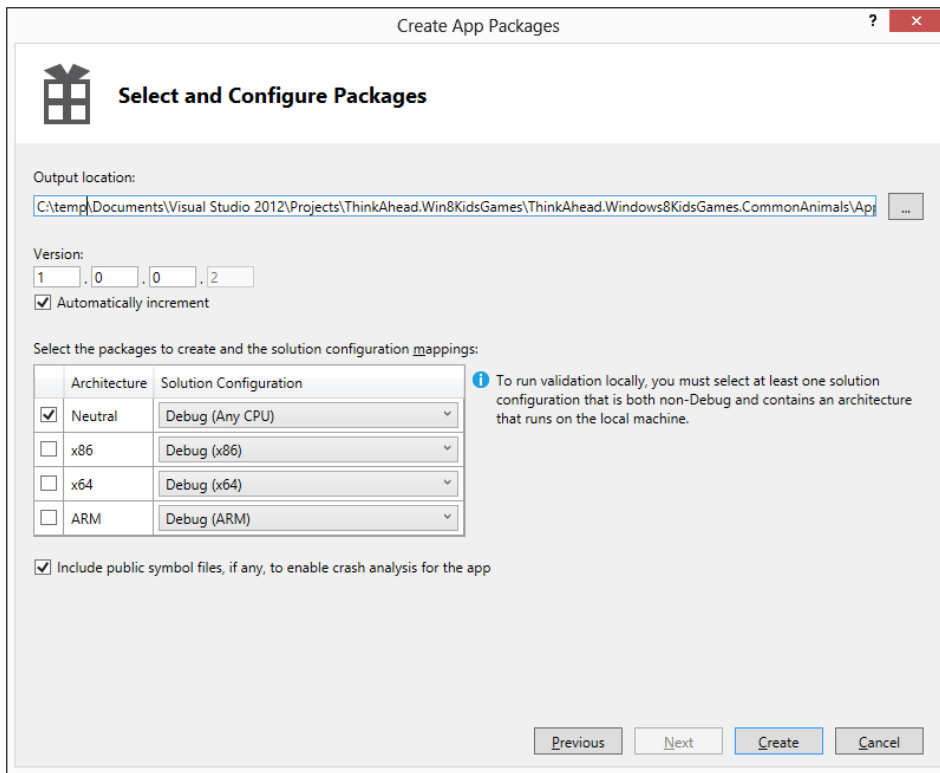 Create App Packages
?
Select and Configure Packages
Output location:
C:\temp\Documents\Visual Studio 2012\Projects\ThinkAhead.Win8KidsGames\ThinkAhead.Windows8KidsGames.CommonAnimals\App
...
Version:
1 . 0 . 0 . 2
Automatically increment
Select the packages to create and the solution configuration mappings:
Architecture Solution Configuration
Neutral Debug (Any CPU)
x86 Debug (x86)
x64 Debug (x64)
ARM Debug (ARM)
To run validation locally, you must select at least one solution
configuration that is both non-Debug and contains an architecture
that runs on the local machine.
Include public symbol files, if any, to enable crash analysis for the app
Previous Next Create Cancel